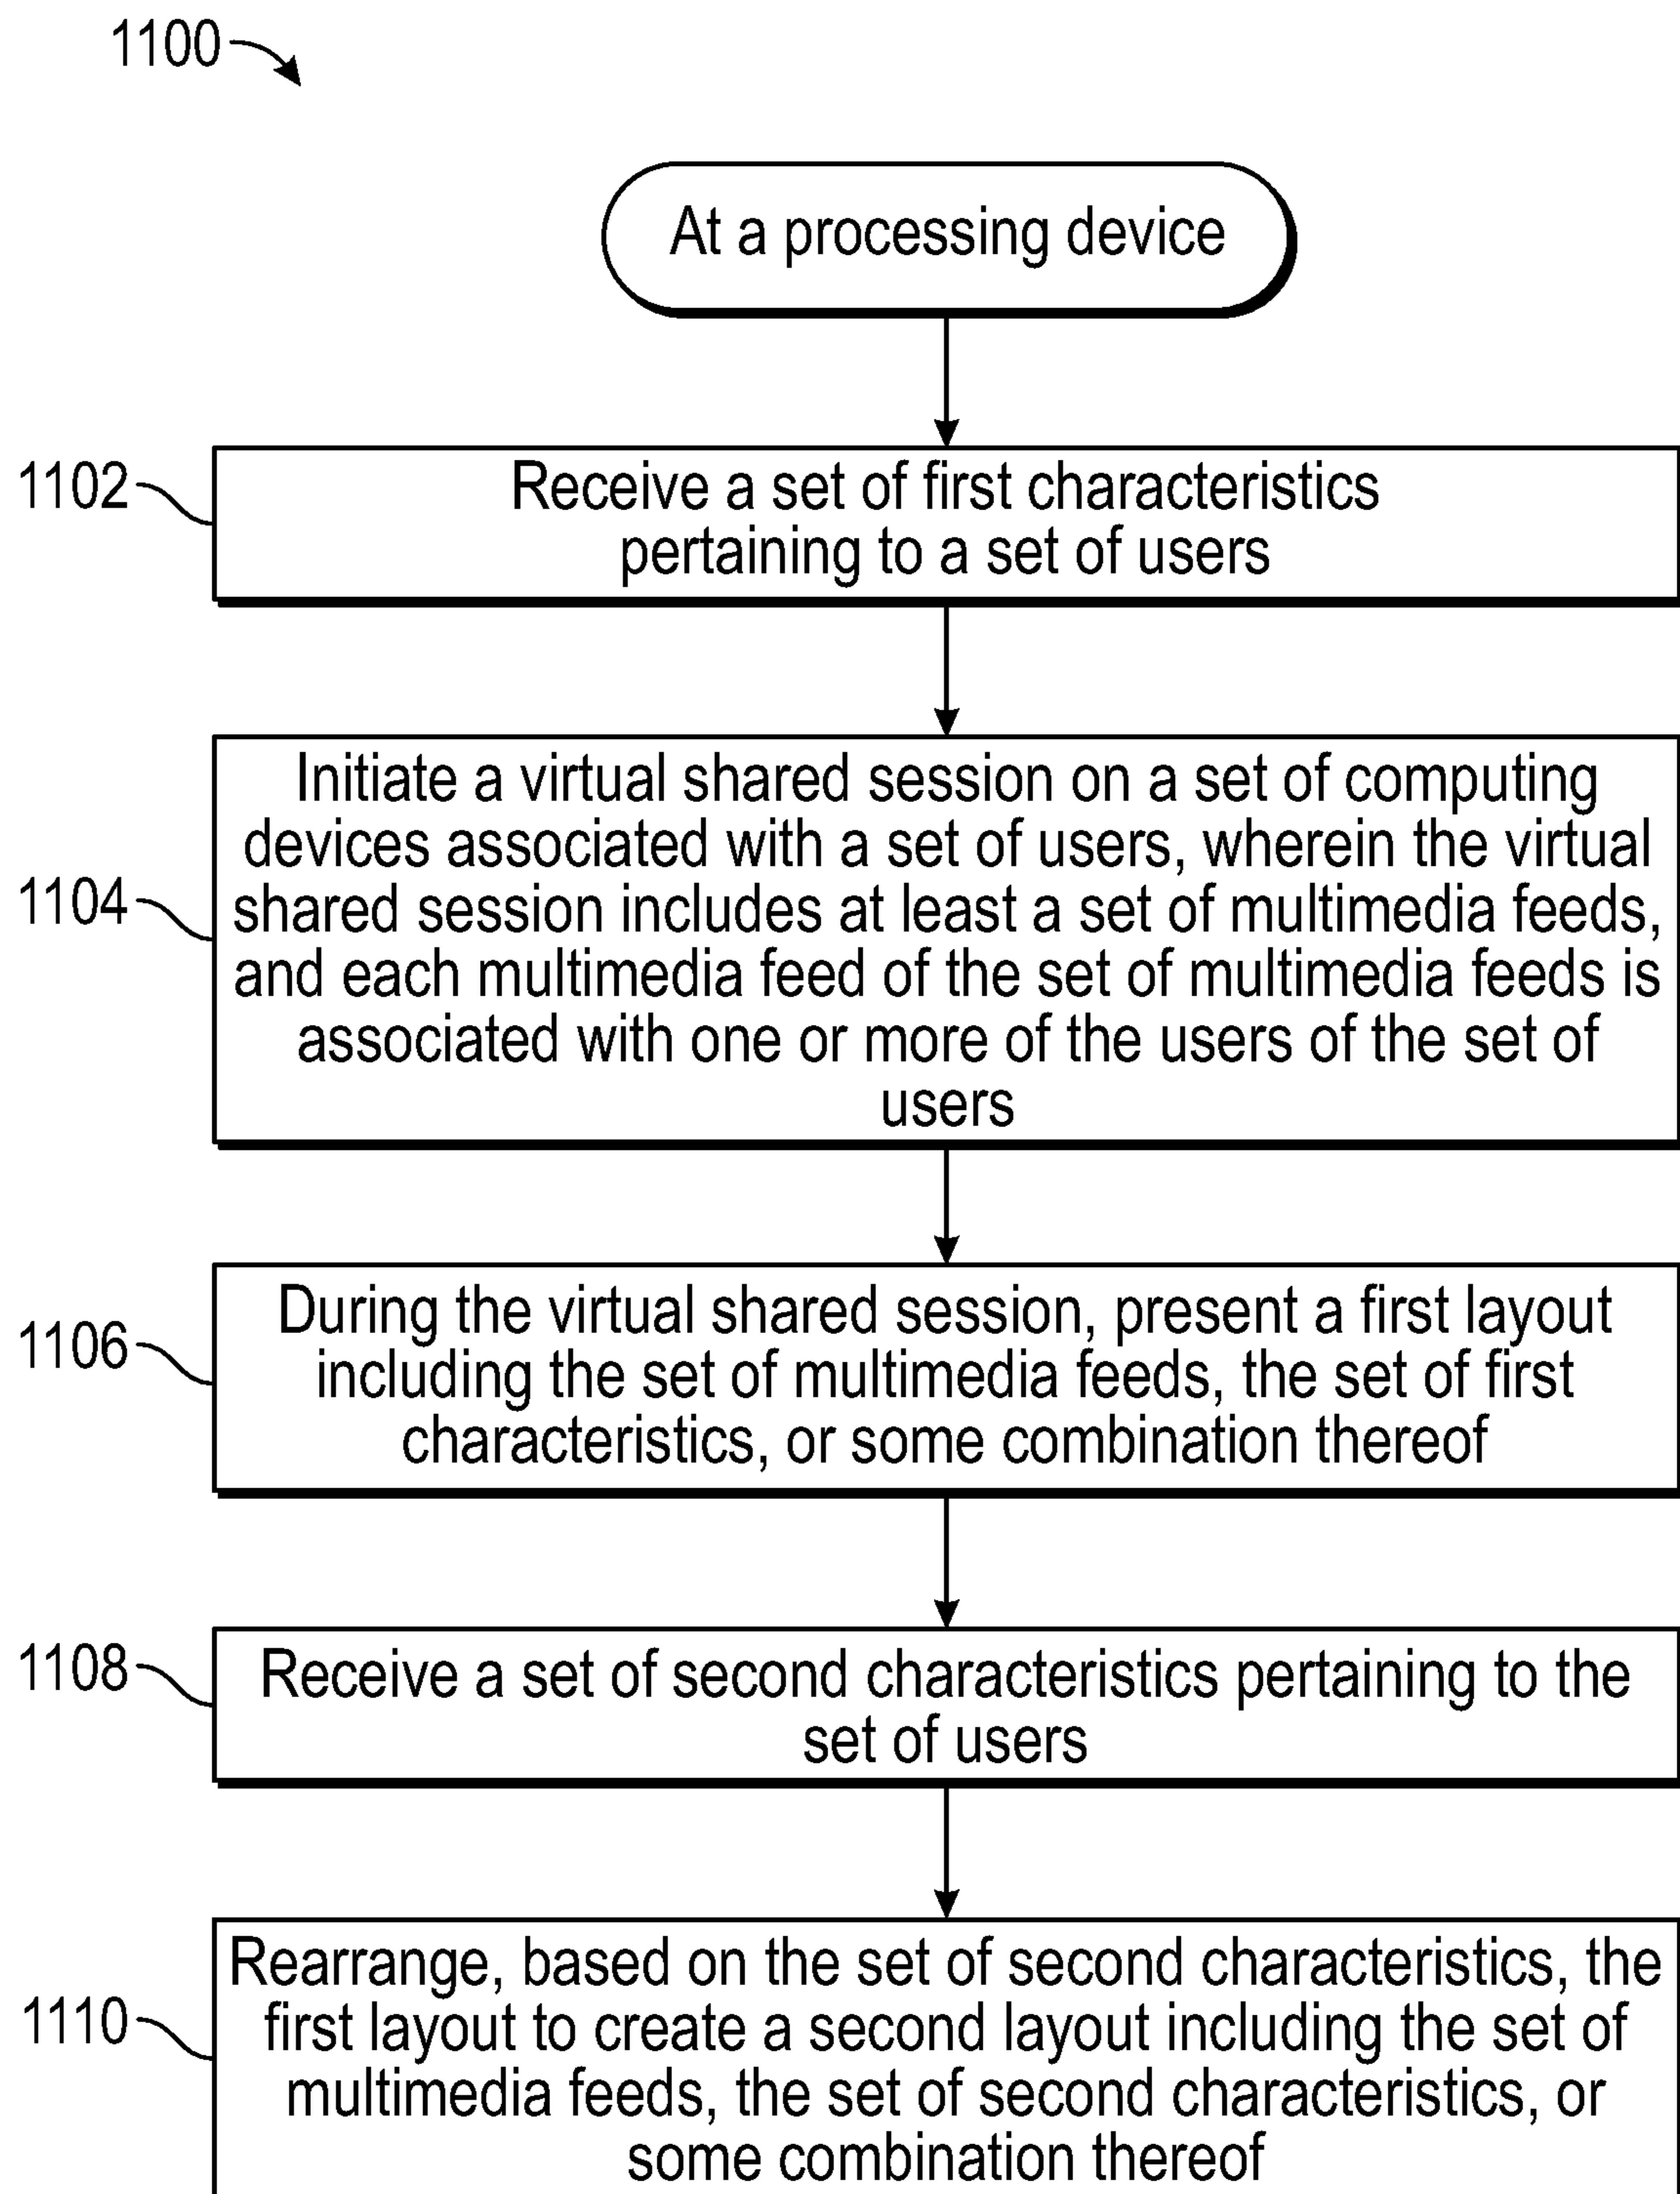 1100
At a processing device
1102
Receive a set of first characteristics
pertaining to a set of users
1104
Initiate a virtual shared session on a set of computing
devices associated with a set of users, wherein the virtual
shared session includes at least a set of multimedia feeds,
and each multimedia feed of the set of multimedia feeds is
associated with one or more of the users of the set of
users
1106
During the virtual shared session, present a first layout
including the set of multimedia feeds, the set of first
characteristics, or some combination thereof
1108
Receive a set of second characteristics pertaining to the
set of users
1110
Rearrange, based on the set of second characteristics, the
first layout to create a second layout including the set of
multimedia feeds, the set of second characteristics, or
some combination thereof